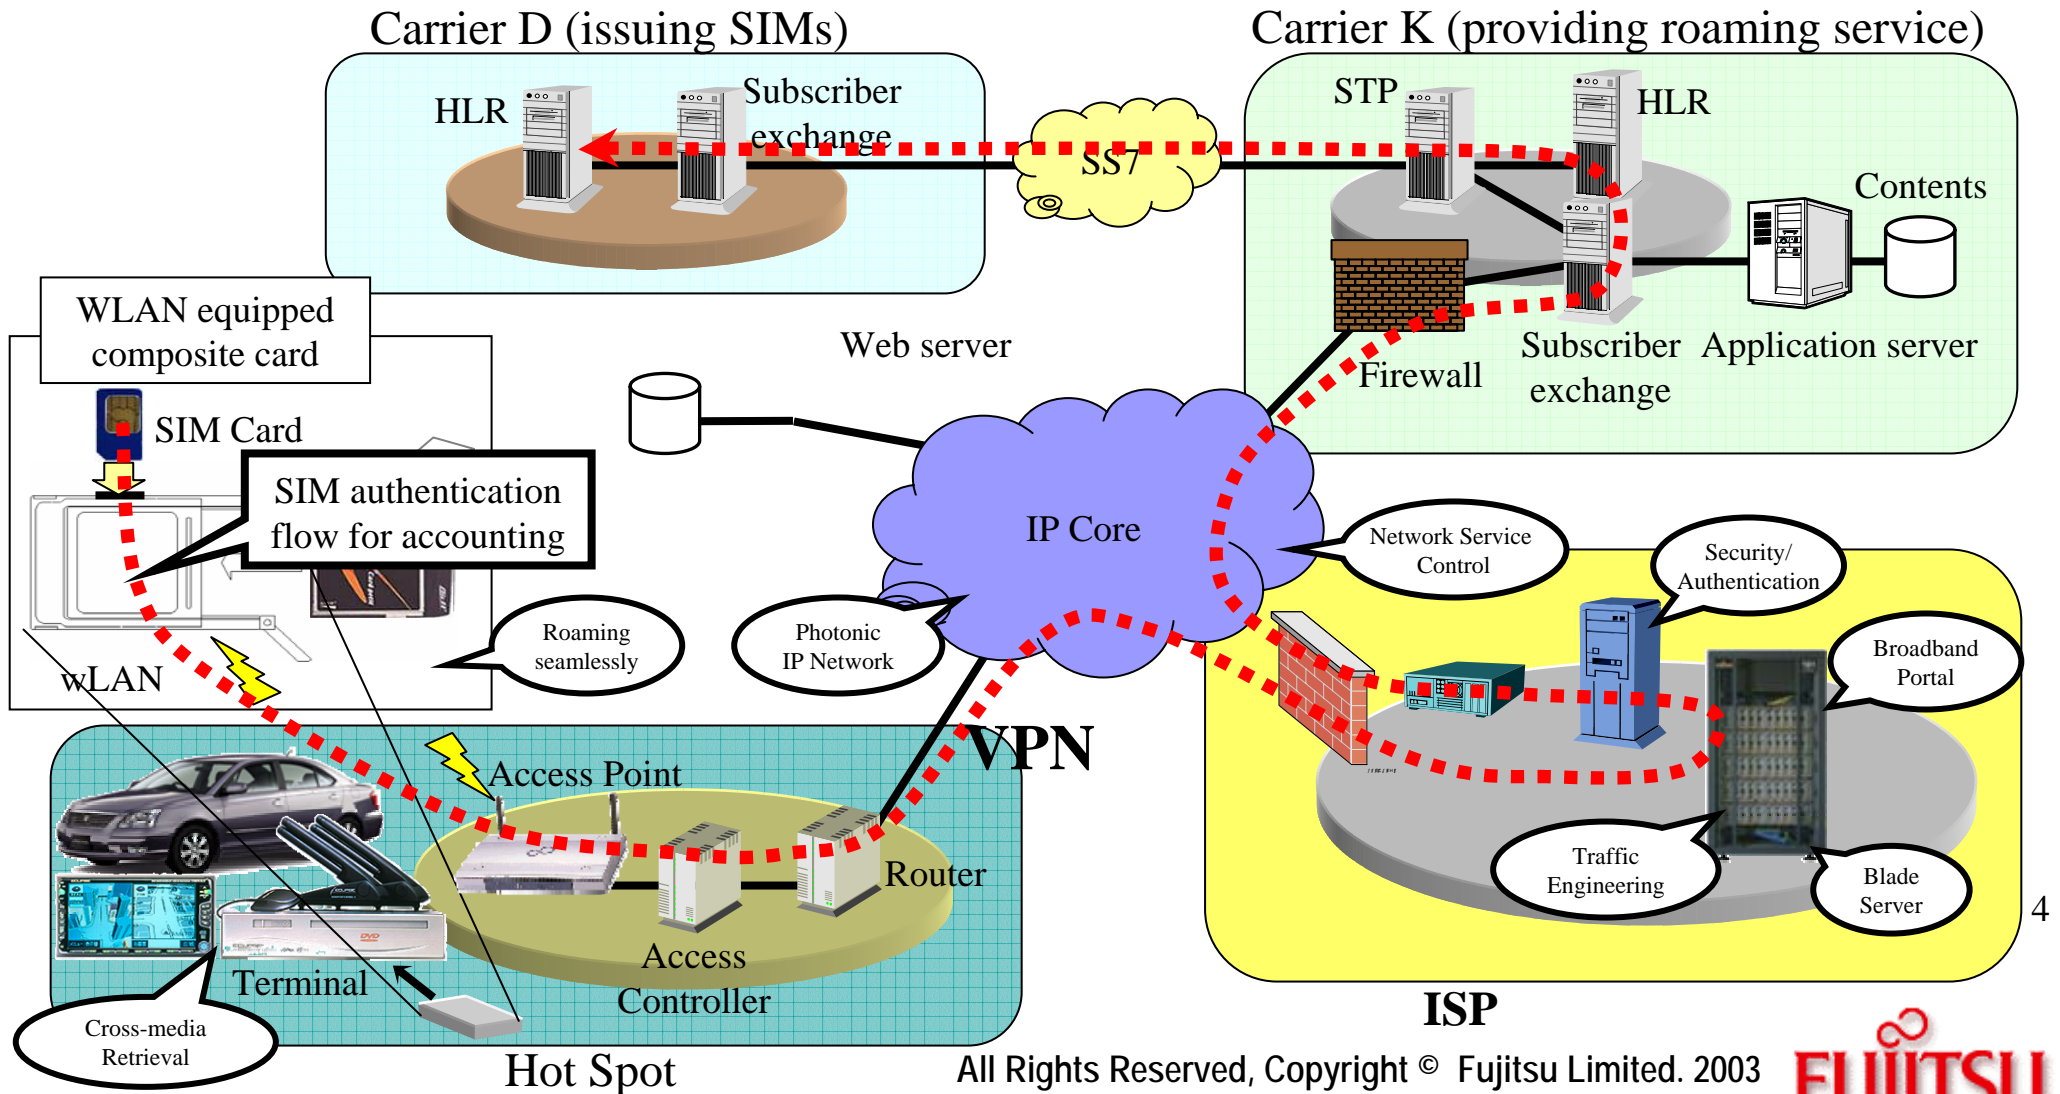 Carrier D (issuing SIMs)
Carrier K (providing roaming service)
HLR
Subscriber
exchange
SS7
STP
HLR
Contents
WLAN equipped
composite card
SIM Card
SIM authentication
flow for accounting
Web server
Firewall
Subscriber
exchange
Application server
IP Core
Network Service
Control
Security/
Authentication
Roaming
seamlessly
Photonic
IP Network
Broadband
Portal
wLAN
VPN
Access Point
Router
Access
Controller
Terminal
DVD
Traffic
Engineering
Blade
Server
4
Cross-media
Retrieval
Hot Spot
ISP
All Rights Reserved, Copyright © Fujitsu Limited. 2003
FUJITSU